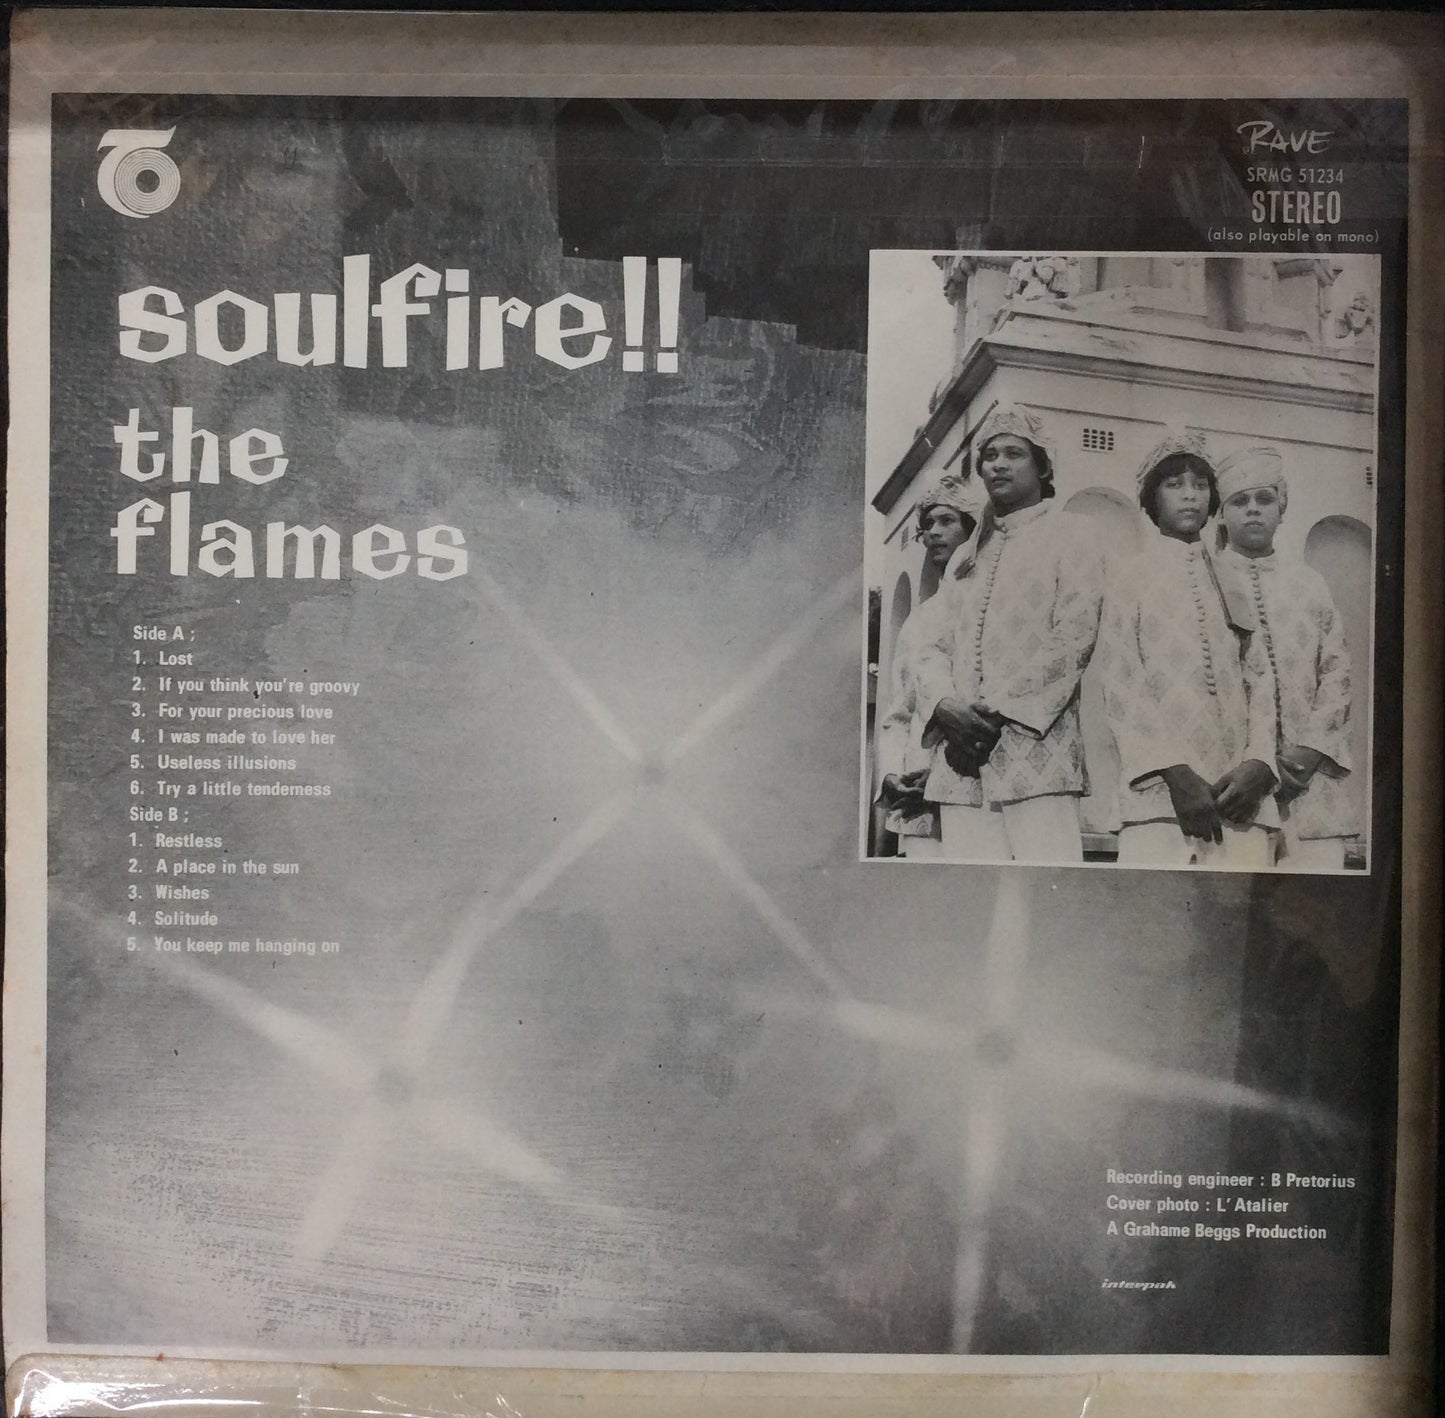 RAVE
SRMG 51234
STEREO
(also playable on mono)
soulfire!!
the
flames
Side A ;
1. Lost
2. If you think you're groovy
3. For your precious love
4. I was made to love her
5. Useless illusions
6. Try a little tenderness
Side B ;
1. Restless
2. A place in the sun
3. Wishes
4. Solitude
5. You keep me hanging on
Recording engineer : B Pretorius
Cover photo : L' Atalier
A Grahame Beggs Production
interpak